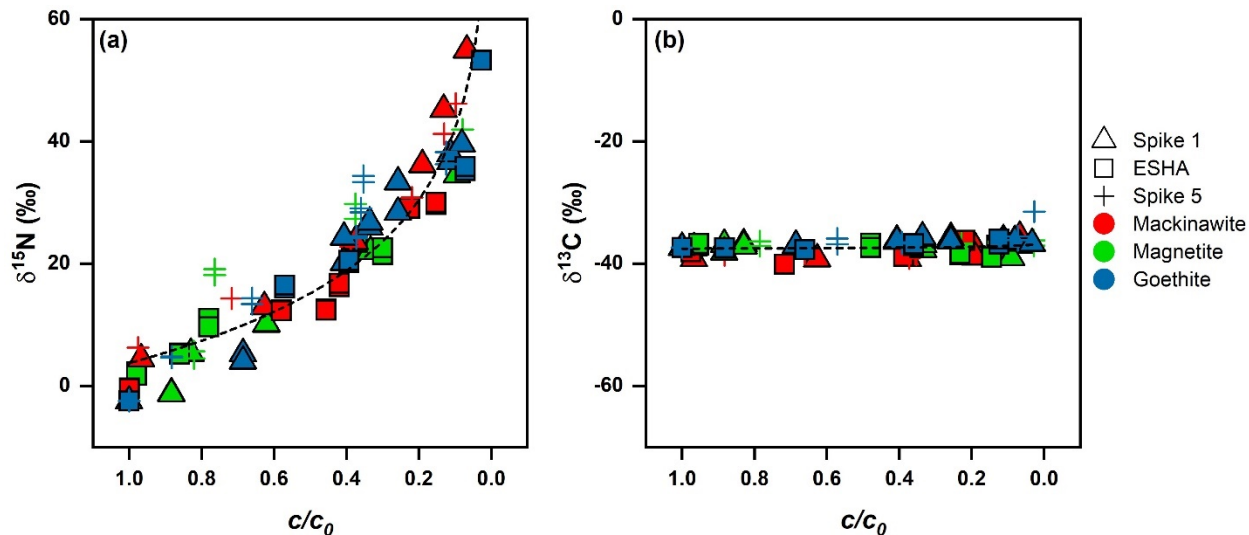 (a)
δ15N (‰)
60
40
20
0
1.0 0.8 0.6 0.4 0.2 0.0
c/c0
(b)
δ13C (‰)
0
-20
-40
-60
1.0 0.8 0.6 0.4 0.2 0.0
c/c0
Spike 1
ESHA
Spike 5
Mackinawite
Magnetite
Goethite